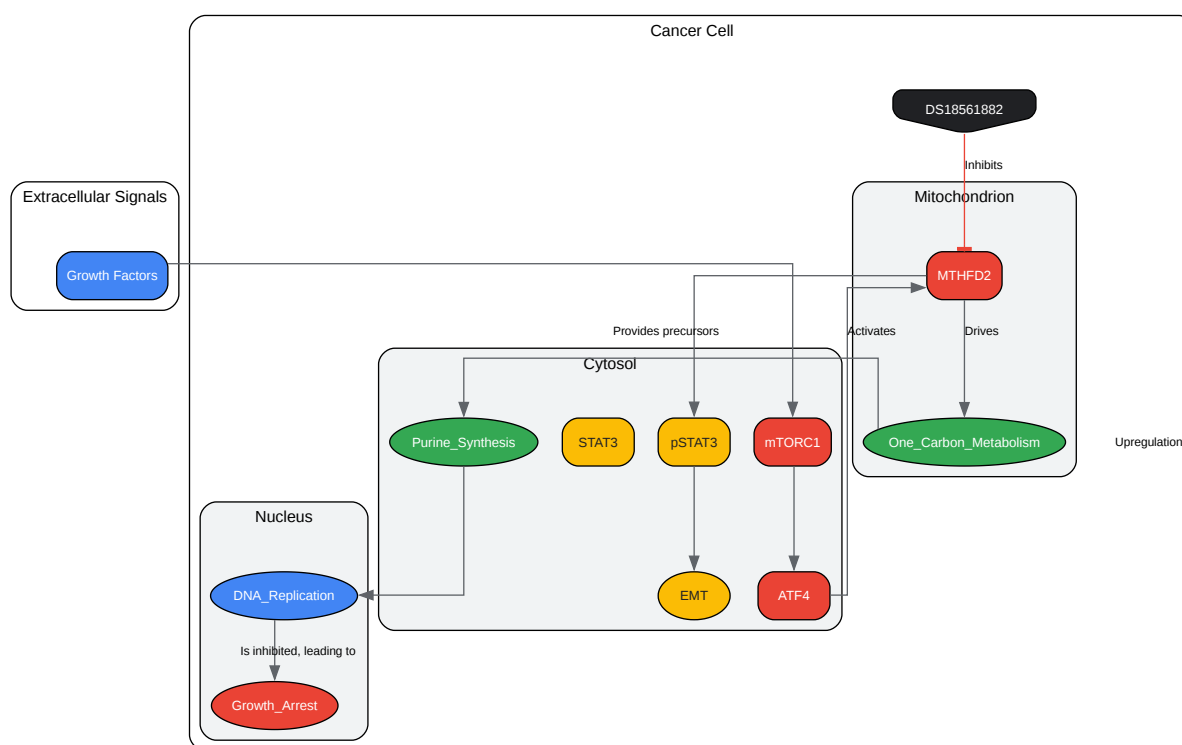 Cancer Cell
DS18561882
Inhibits
Extracellular Signals
Mitochondrion
Growth Factors
MTHFD2
Provides precursors
Activates
Drives
Cytosol
Purine_Synthesis
STAT3
pSTAT3
mTORC1
One_Carbon_Metabolism
Upregulation
Nucleus
DNA_Replication
EMT
ATF4
Is inhibited, leading to
Growth_Arrest